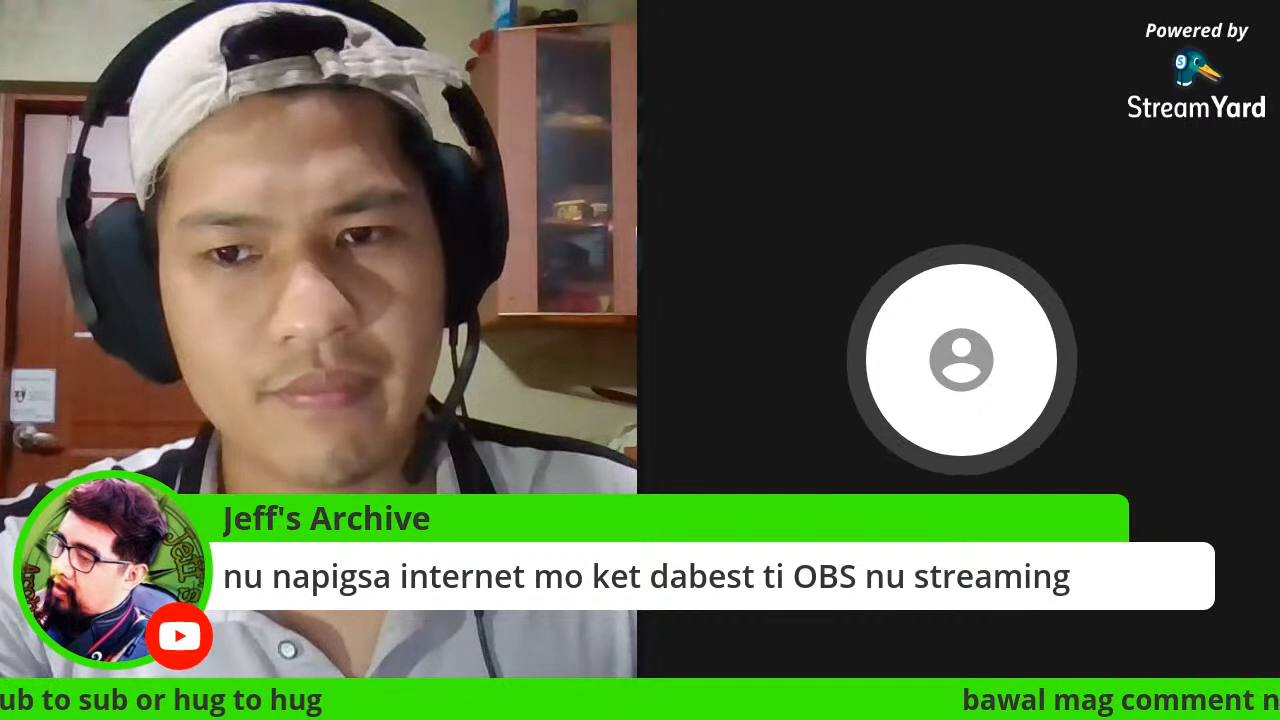 Powered by
StreamYard
Jeff's Archive
nu napigsa internet mo ket dabest ti OBS nu streaming
ub to sub or hug to hug
bawal mag comment n